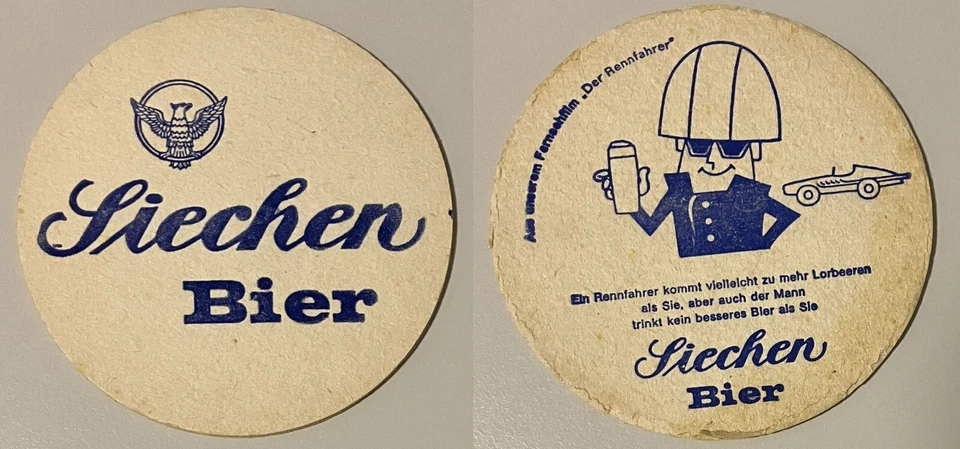 Siechen
Bier
Aus unserem Fernsehfilm „Der Rennfahrer"
Ein Rennfahrer kommt vielleicht zu mehr Lorbeeren
als Sie, aber auch der Mann
trinkt kein besseres Bier als Sie
Siechen
Bier